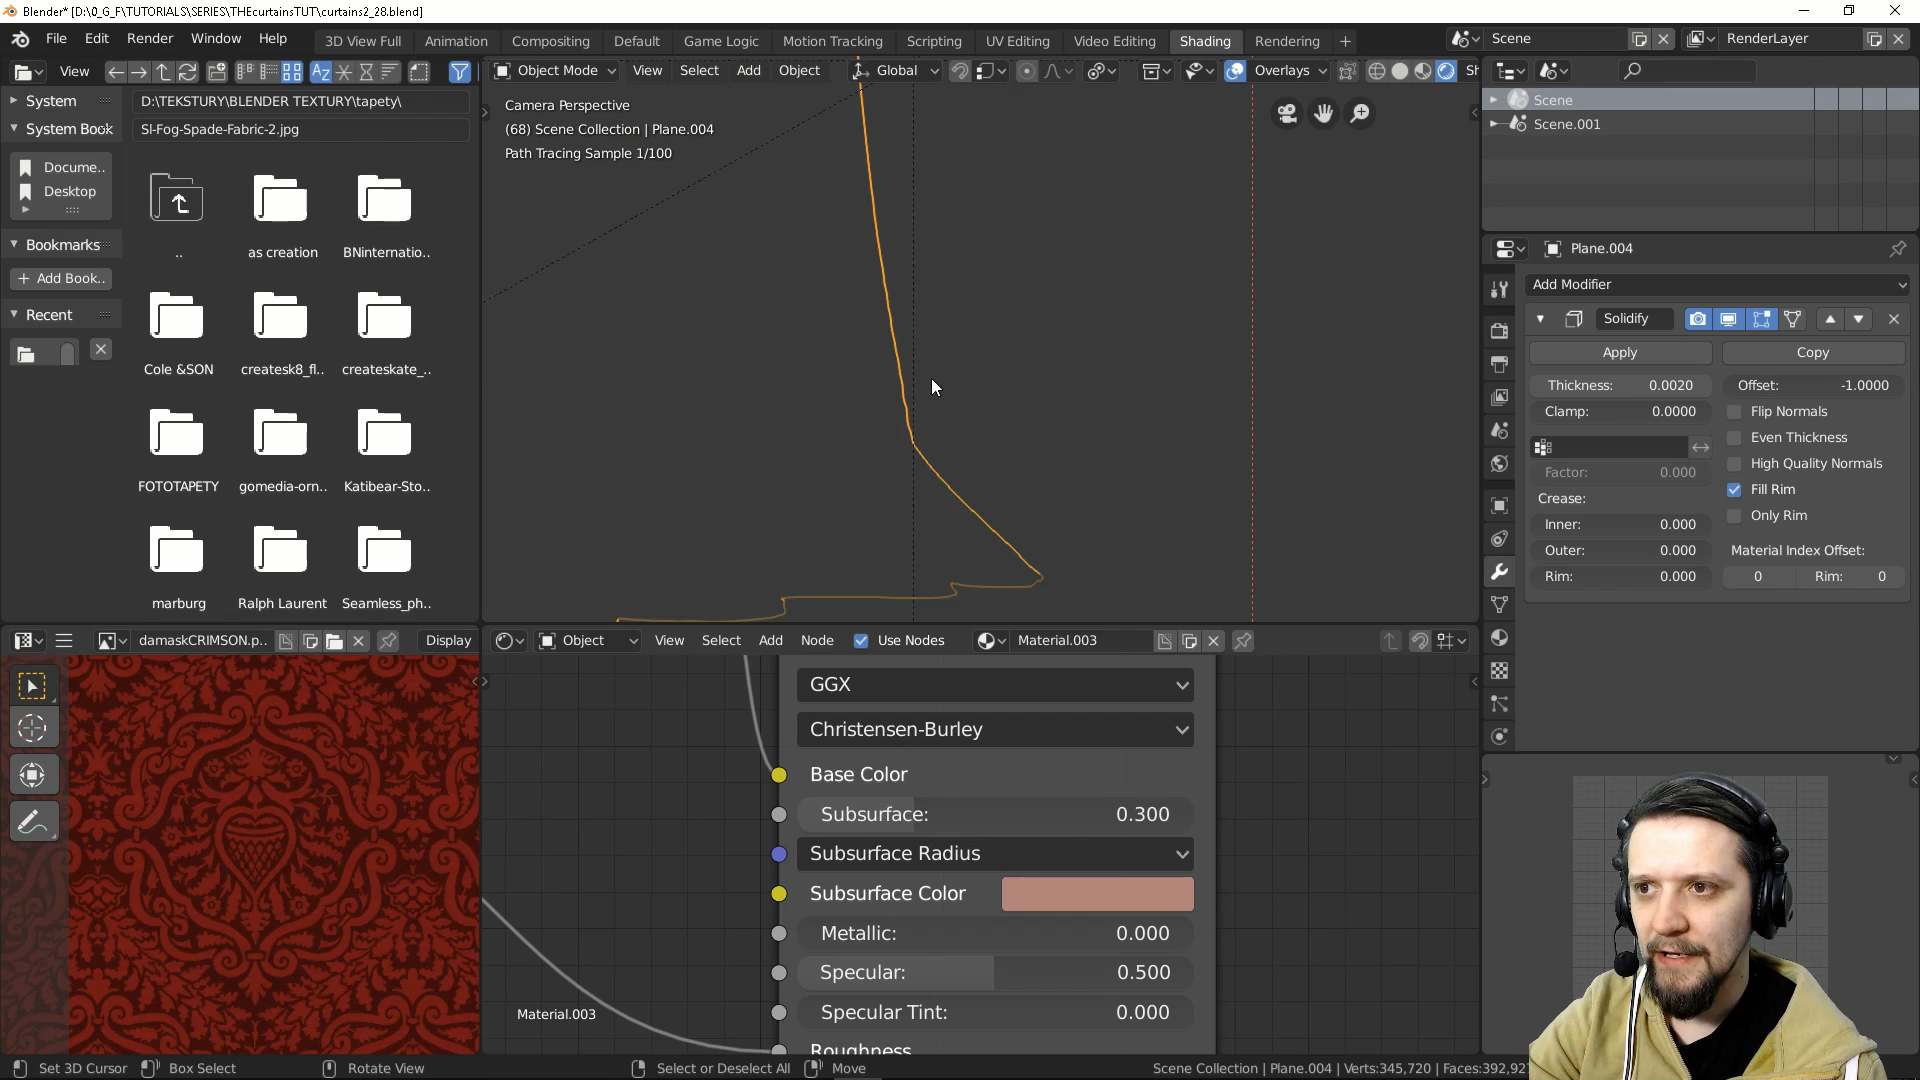 Blender* [D:\0_G_F\TUTORIALS\SERIES\THEcurtainsTUT\curtains2_28.blend]
File Edit Render Window Help
3D View Full Animation Compositing Default Game Logic Motion Tracking Scripting UV Editing Video Editing Shading Rendering +
Scene
RenderLayer
View
Object Mode View Select Add Object Global Overlays Sh
System
System Book
Docume..
Desktop
Bookmarks
Add Book..
Recent
D:\TEKSTURY\BLENDER TEXTURY\tapety\
Sl-Fog-Spade-Fabric-2.jpg
.. as creation BNinternatio..
Cole &SON createsk8_fl.. createskate_..
FOTOTAPETY gomedia-orn.. Katibear-Sto..
marburg Ralph Laurent Seamless_ph..
Camera Perspective
(68) Scene Collection | Plane.004
Path Tracing Sample 1/100
Scene
Scene.001
Plane.004
Add Modifier
Solidify
Apply Copy
Thickness: 0.0020 Offset: -1.0000
Clamp: 0.0000 Flip Normals
Even Thickness
Factor: 0.000 High Quality Normals
Crease: Fill Rim
Inner: 0.000 Only Rim
Outer: 0.000 Material Index Offset:
Rim: 0.000 0 Rim: 0
damaskCRIMSON.p.. Display
Object View Select Add Node Use Nodes Material.003
GGX
Christensen-Burley
Base Color
Subsurface: 0.300
Subsurface Radius
Subsurface Color
Metallic: 0.000
Specular: 0.500
Specular Tint: 0.000
Roughness
Material.003
Set 3D Cursor Box Select Rotate View Select or Deselect All Move Scene Collection | Plane.004 | Verts:345,720 | Faces:392,927